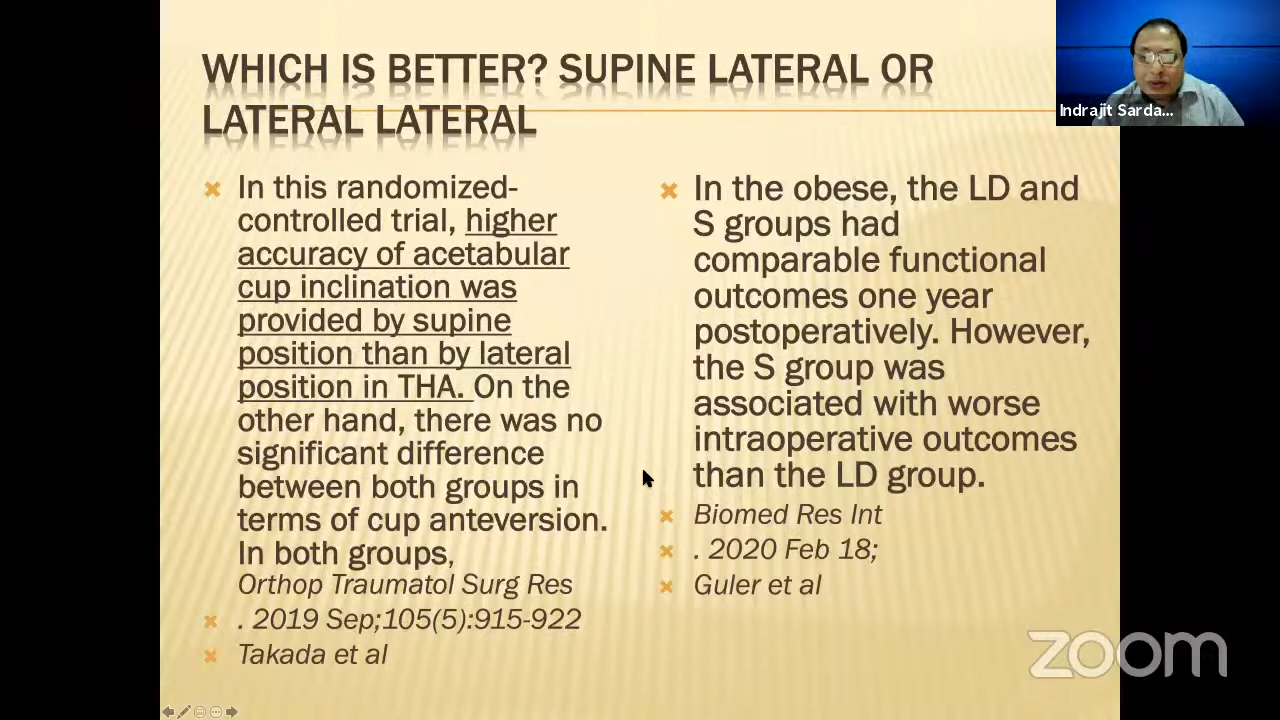 WHICH IS BETTER? SUPINE LATERAL OR
LATERAL LATERAL
In this randomized-
controlled trial, higher
accuracy of acetabular
cup inclination was
provided by supine
position than by lateral
position in THA. On the
other hand, there was no
significant difference
between both groups in
terms of cup anteversion.
In both groups,
Orthop Traumatol Surg Res
. 2019 Sep;105(5):915-922
Takada et al
In the obese, the LD and
S groups had
comparable functional
outcomes one year
postoperatively. However,
the S group was
associated with worse
intraoperative outcomes
than the LD group.
Biomed Res Int
. 2020 Feb 18;
Guler et al
Indrajit Sarda...
zoom